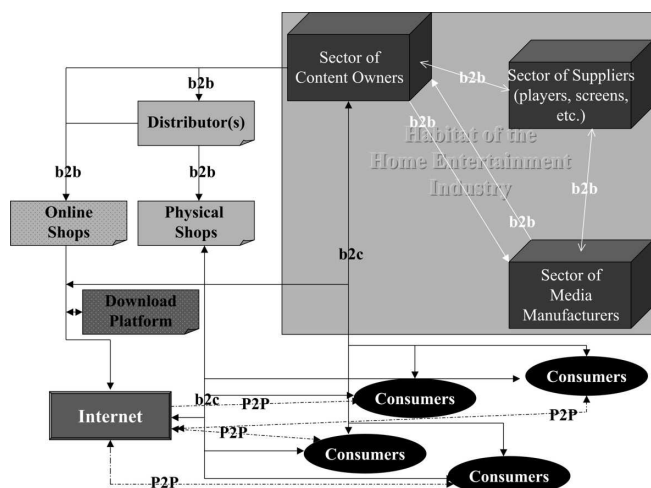 Sector of
Content Owners
b2b
Sector of Suppliers
(players, screens,
etc.)
b2b
Distributor(s)
b2b
Habitat of the
Home Entertainment
Industry
b2b
b2b
b2b
b2b
Online
Shops
Physical
Shops
b2c
Sector of
Media
Manufacturers
Download
Platform
Internet
b2c
P2P
Consumers
Consumers
P2P
P2P
Consumers
P2P
Consumers